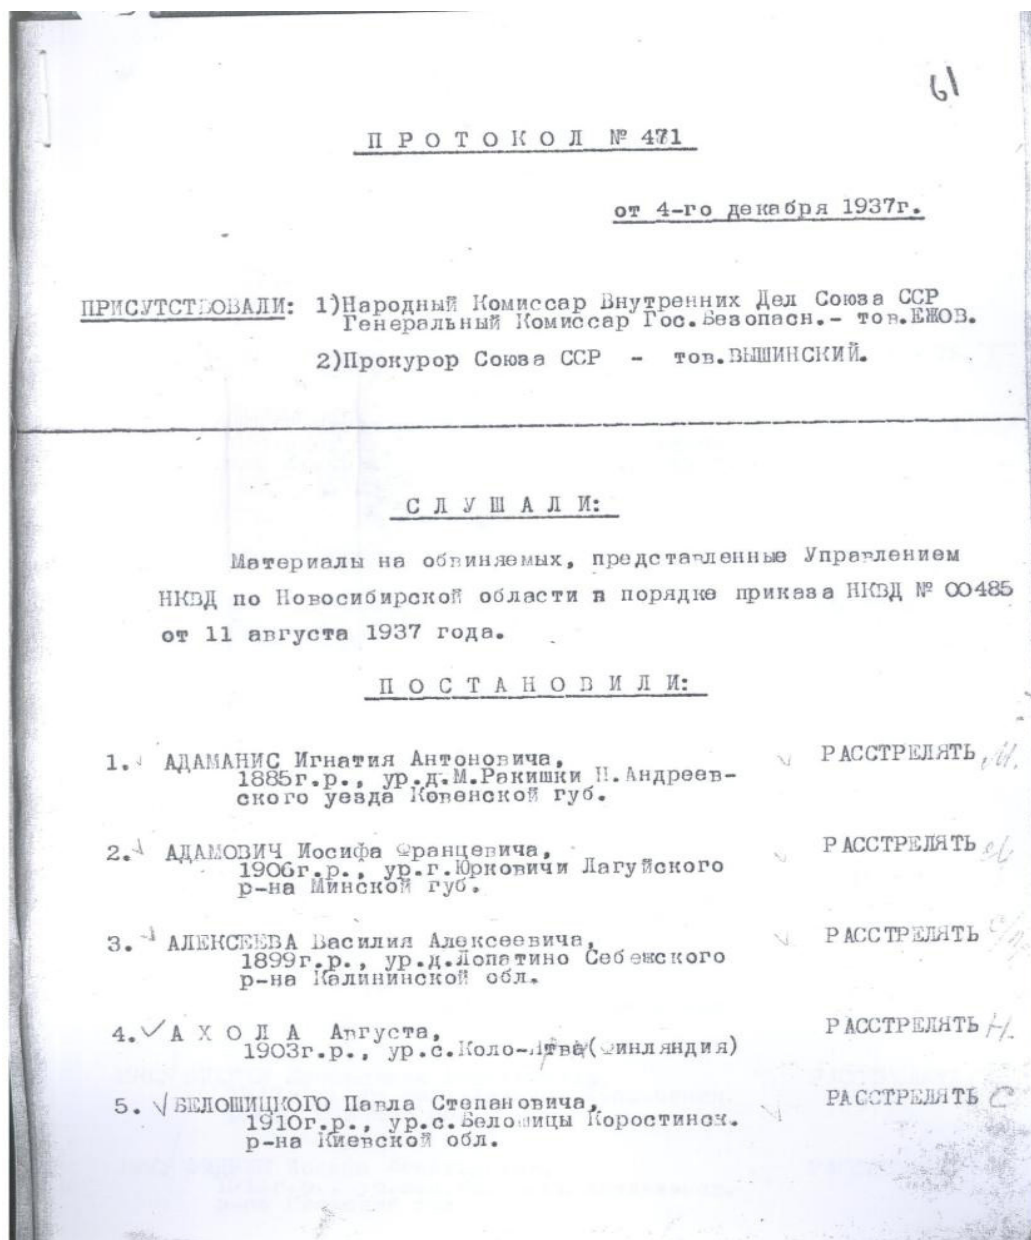 61
П Р О Т О К О Л № 471
от 4-го декабря 1937г.
ПРИСУТСТВОВАЛИ: 1)Народный Комиссар Внутренних Дел Союза ССР
Генеральный Комиссар Гос.Безопасн.- тов.ЕЖОВ.
2)Прокурор Союза ССР - тов.ВЫШИНСКИЙ.
С Л У Ш А Л И:
Материалы на обвиняемых, представленные Управлением
НКВД по Новосибирской области в порядке приказа НКВД № 00485
от 11 августа 1937 года.
П О С Т А Н О В И Л И:
1. АДАМАНИС Игнатия Антоновича, РАССТРЕЛЯТЬ
1885г.р., ур.д.М.Ракишки Н.Андреев-
ского уезда Ковенской губ.
2. АДАМОВИЧ Иосифа Францевича, РАССТРЕЛЯТЬ
1906г.р., ур.г.Юрковичи Лагуйского
р-на Минской губ.
3. АЛЕКСЕЕВА Василия Алексеевича, РАССТРЕЛЯТЬ
1899г.р., ур.д.Лопатино Себежского
р-на Калининской обл.
4. А Х О Л А Августа, РАССТРЕЛЯТЬ Н.
1903г.р., ур.с. (Финляндия)
5. БЕЛОШИЦКОГО Павла Степановича, РАССТРЕЛЯТЬ С
1910г.р., ур.с.Белошицы Коростинск.
р-на Киевской обл.